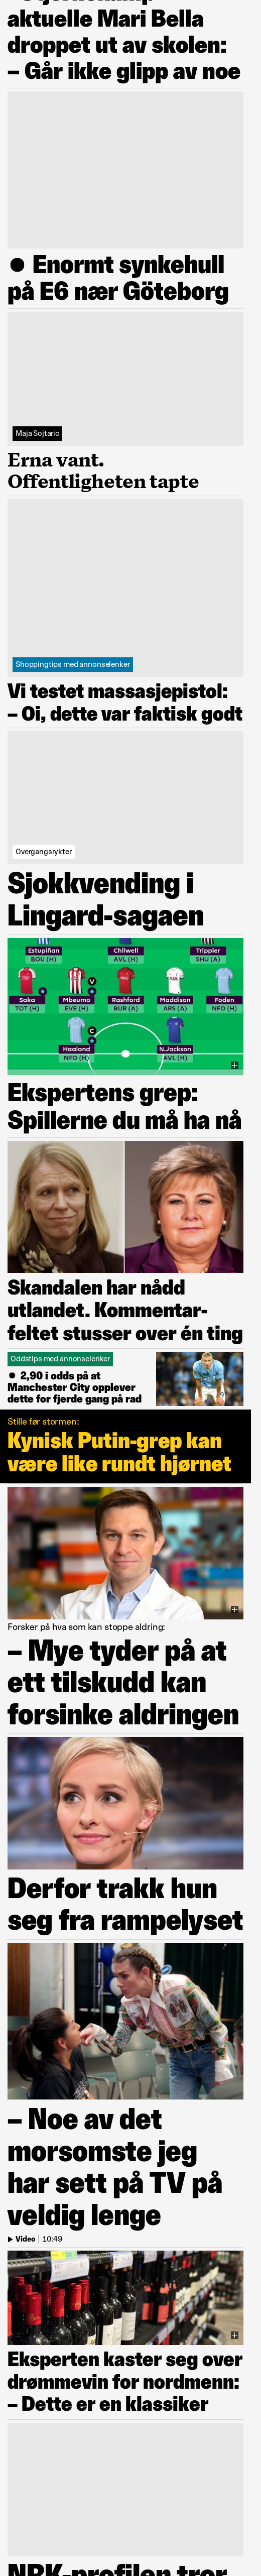 aktuelle Mari Bella
droppet ut av skolen:
– Går ikke glipp av noe
● Enormt synkehull
på E6 nær Göteborg
Maja Sojtaric
Erna vant.
Offentligheten tapte
Shoppingtips med annonselenker
Vi testet massasjepistol:
– Oi, dette var faktisk godt
Overgangsrykter
Sjokkvending i
Lingard-sagaen
Estupiñan Chilwell Trippier
BOU (H) AVL (H) SHU (A)
V
Saka Mbeumo Rashford Maddison Foden
TOT (H) EVE (H) BUR (A) ARS (A) NFO (H)
C
Haaland N.Jackson
NFO (H) AVL (H)
Ekspertens grep:
Spillerne du må ha nå
Skandalen har nådd
utlandet. Kommentar-
feltet stusser over én ting
Oddstips med annonselenker
● 2,90 i odds på at
Manchester City opplever
dette for fjerde gang på rad
Stille før stormen:
Kynisk Putin-grep kan
være like rundt hjørnet
Forsker på hva som kan stoppe aldring:
– Mye tyder på at
ett tilskudd kan
forsinke aldringen
Derfor trakk hun
seg fra rampelyset
– Noe av det
morsomste jeg
har sett på TV på
veldig lenge
Video | 10:49
Eksperten kaster seg over
drømmevin for nordmenn:
– Dette er en klassiker
NRK-profilen tror